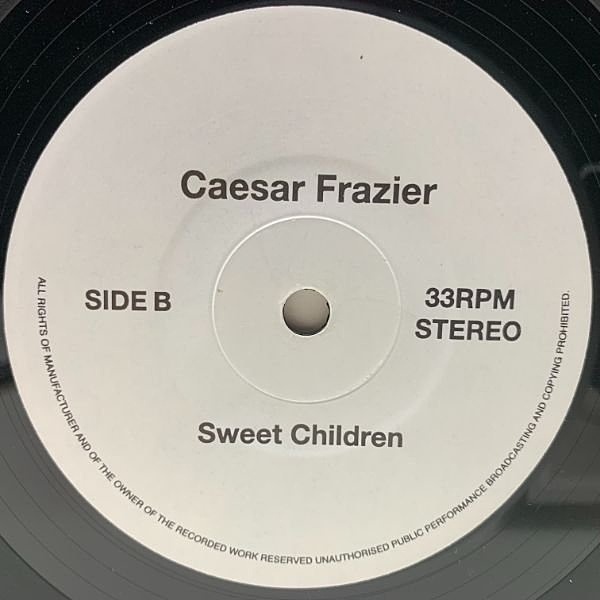 Caesar Frazier
SIDE B
33RPM
STEREO
Sweet Children
ALL RIGHTS OF MANUFACTURER AND OF THE OWNER OF THE RECORDED WORK RESERVED UNAUTHORISED PUBLIC PERFORMANCE BROADCASTING AND COPYING PROHIBITED.